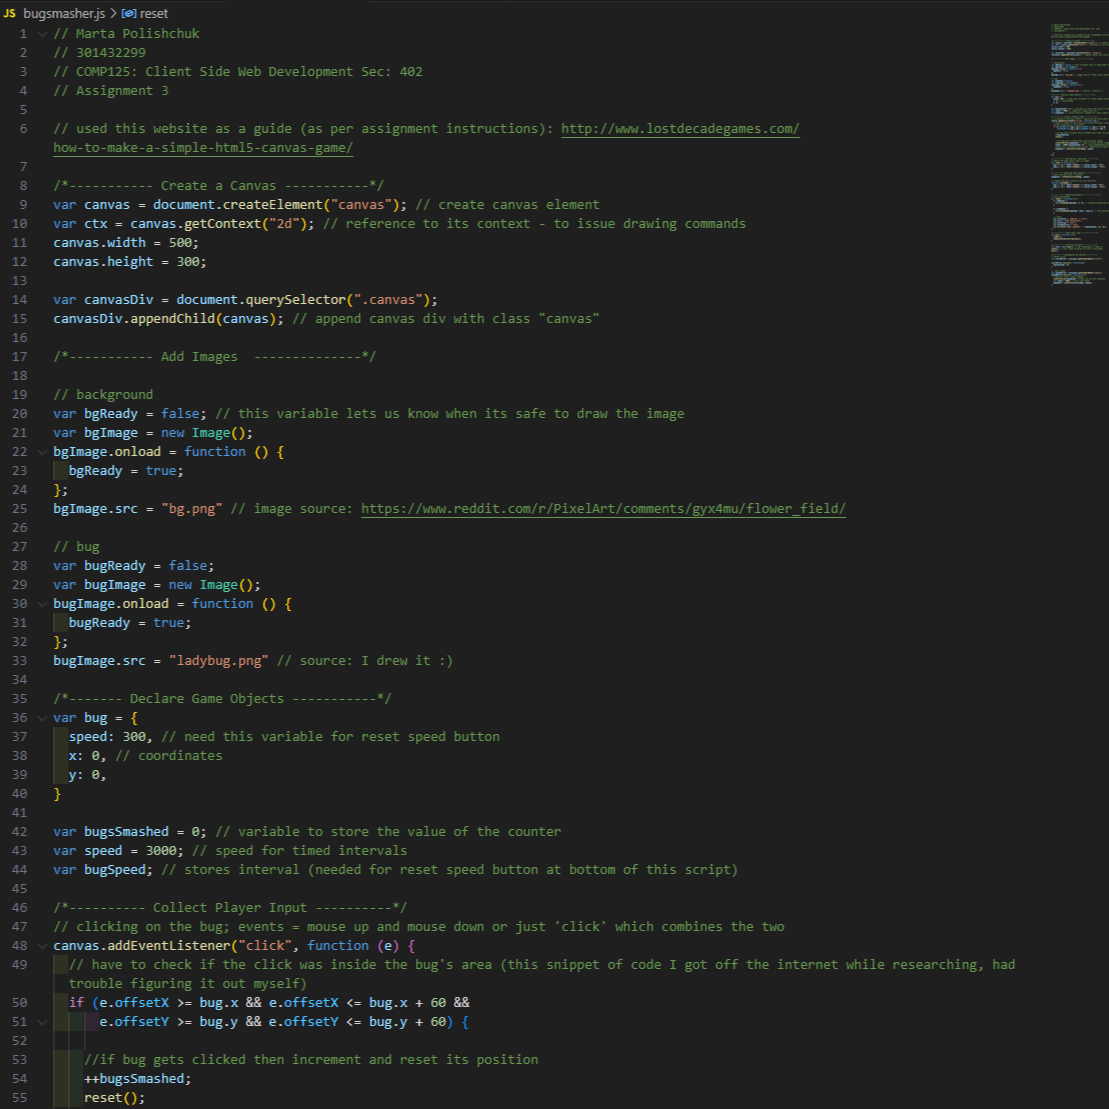 JS bugsmasher.js > reset
1 // Marta Polishchuk
2 // 301432299
3 // COMP125: Client Side Web Development Sec: 402
4 // Assignment 3
5
6 // used this website as a guide (as per assignment instructions): http://www.lostdecadegames.com/
how-to-make-a-simple-html5-canvas-game/
7
8 /*----------- Create a Canvas -----------*/
9 var canvas = document.createElement("canvas"); // create canvas element
10 var ctx = canvas.getContext("2d"); // reference to its context - to issue drawing commands
11 canvas.width = 500;
12 canvas.height = 300;
13
14 var canvasDiv = document.querySelector(".canvas");
15 canvasDiv.appendChild(canvas); // append canvas div with class "canvas"
16
17 /*----------- Add Images  --------------*/
18
19 // background
20 var bgReady = false; // this variable lets us know when its safe to draw the image
21 var bgImage = new Image();
22 bgImage.onload = function () {
23   bgReady = true;
24 };
25 bgImage.src = "bg.png" // image source: https://www.reddit.com/r/PixelArt/comments/gyx4mu/flower_field/
26
27 // bug
28 var bugReady = false;
29 var bugImage = new Image();
30 bugImage.onload = function () {
31   bugReady = true;
32 };
33 bugImage.src = "ladybug.png" // source: I drew it :)
34
35 /*------- Declare Game Objects -----------*/
36 var bug = {
37   speed: 300, // need this variable for reset speed button
38   x: 0, // coordinates
39   y: 0,
40 }
41
42 var bugsSmashed = 0; // variable to store the value of the counter
43 var speed = 3000; // speed for timed intervals
44 var bugSpeed; // stores interval (needed for reset speed button at bottom of this script)
45
46 /*---------- Collect Player Input ----------*/
47 // clicking on the bug; events = mouse up and mouse down or just 'click' which combines the two
48 canvas.addEventListener("click", function (e) {
49   // have to check if the click was inside the bug's area (this snippet of code I got off the internet while researching, had
trouble figuring it out myself)
50   if (e.offsetX >= bug.x && e.offsetX <= bug.x + 60 &&
51       e.offsetY >= bug.y && e.offsetY <= bug.y + 60) {
52
53     //if bug gets clicked then increment and reset its position
54     ++bugsSmashed;
55     reset();